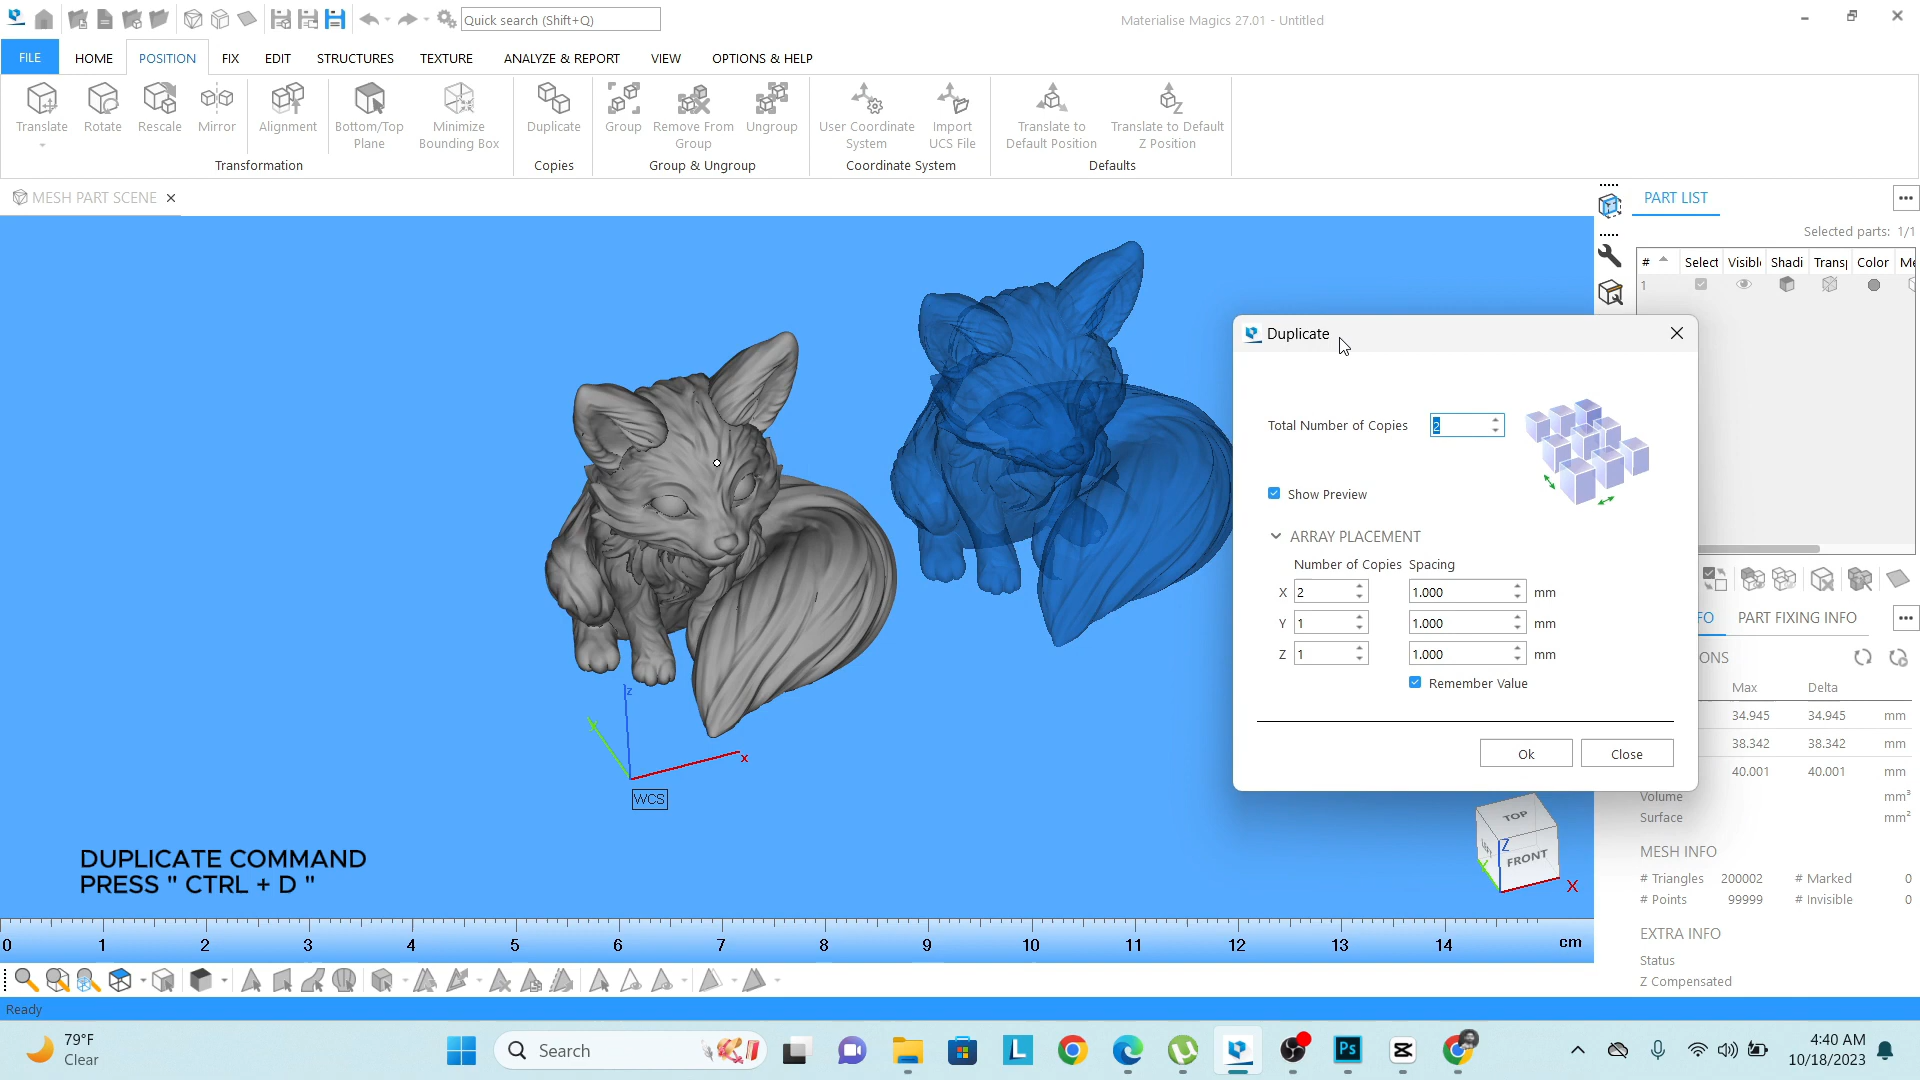 Quick search (Shift+Q)
Materialise Magics 27.01 - Untitled
FILE
HOME
POSITION
FIX
EDIT
STRUCTURES
TEXTURE
ANALYZE & REPORT
VIEW
OPTIONS & HELP
Translate
Rotate
Rescale
Mirror
Alignment
Bottom/Top
Plane
Minimize
Bounding Box
Duplicate
Group
Remove From
Group
Ungroup
User Coordinate
System
Import
UCS File
Translate to
Default Position
Translate to Default
Z Position
Transformation
Copies
Group & Ungroup
Coordinate System
Defaults
MESH PART SCENE
PART LIST
Selected parts: 1/1
# Select Visibl Shadi Transp Color Me
1
Duplicate
Total Number of Copies 2
Show Preview
ARRAY PLACEMENT
Number of Copies Spacing
X 2 1.000 mm
Y 1 1.000 mm
Z 1 1.000 mm
Remember Value
Ok
Close
FO
PART FIXING INFO
ONS
Max Delta
34.945 34.945 mm
38.342 38.342 mm
40.001 40.001 mm
Volume mm³
Surface mm²
MESH INFO
# Triangles 200002 # Marked 0
# Points 99999 # Invisible 0
EXTRA INFO
Status
Z Compensated
z
y
x
WCS
TOP
FRONT
Z
Y
X
DUPLICATE COMMAND
PRESS " CTRL + D "
0 1 2 3 4 5 6 7 8 9 10 11 12 13 14 cm
Ready
79°F
Clear
Search
L
Ps
4:40 AM
10/18/2023